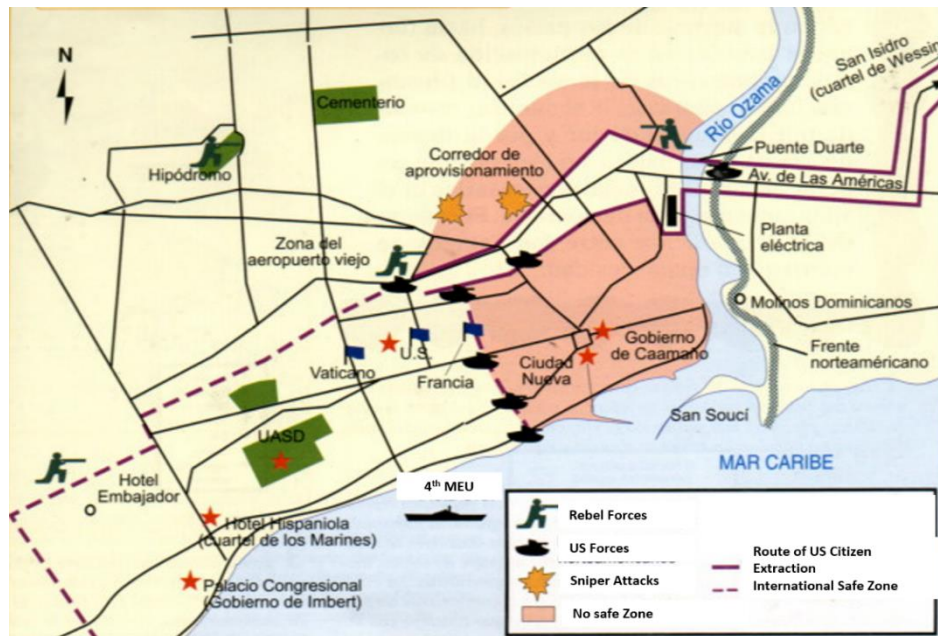 N
Cementerio
Hipódromo
Corredor de
aprovisionamiento
Río Ozama
San Isidro
(cuartel de Wessin
Puente Duarte
Av. de Las Américas
Planta
eléctrica
Zona del
aeropuerto viejo
Molinos Dominicanos
U.S.
Vaticano
Francia
Ciudad
Nueva
Gobierno
de Caamaño
Frente
norteaméricano
San Soucí
UASD
MAR CARIBE
Hotel
Embajador
Hotel Hispaniola
(cuartel de los Marines)
Palacio Congresional
(Gobierno de Imbert)
4th MEU
Rebel Forces
US Forces
Sniper Attacks
No safe Zone
Route of US Citizen
Extraction
International Safe Zone